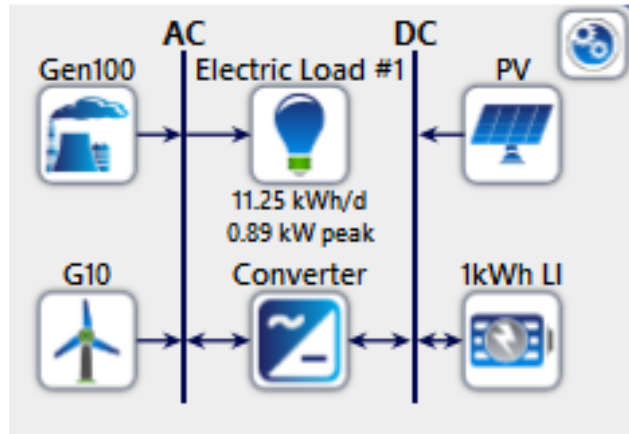 AC DC
Gen100 Electric Load #1 PV
11.25 kWh/d
0.89 kW peak
G10 Converter 1kWh LI